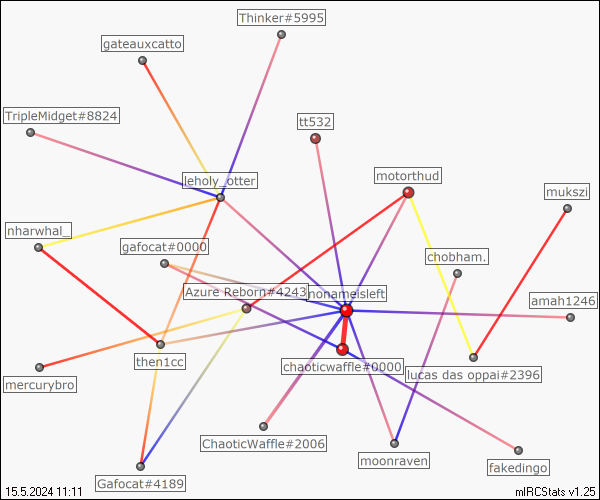 Thinker#5995
gateauxcatto
TripleMidget#8824
tt532
leholy_otter
motorthud
mukszi
nharwhal_
gafocat#0000
chobham.
Azure Reborn#4243
nonameisleft
amah1246
then1cc
chaoticwaffle#0000
lucas das oppai#2396
mercurybro
ChaoticWaffle#2006
moonraven
fakedingo
Gafocat#4189
15.5.2024 11:11
mIRCStats v1.25